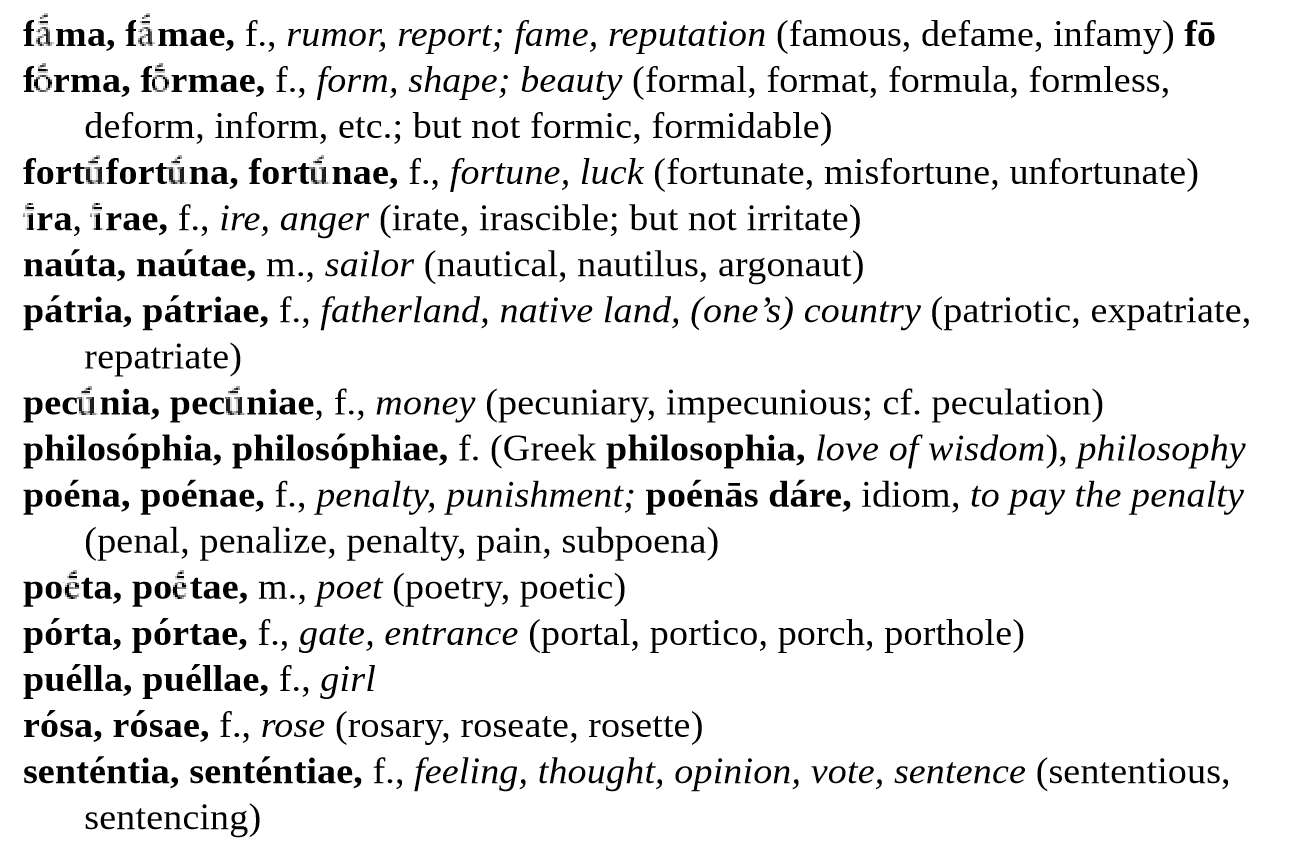 fā́ma, fā́mae, f., rumor, report; fame, reputation (famous, defame, infamy) fō
fṓrma, fṓrmae, f., form, shape; beauty (formal, format, formula, formless,
deform, inform, etc.; but not formic, formidable)
fortū́fortū́na, fortū́nae, f., fortune, luck (fortunate, misfortune, unfortunate)
ī́ra, ī́rae, f., ire, anger (irate, irascible; but not irritate)
naúta, naútae, m., sailor (nautical, nautilus, argonaut)
pátria, pátriae, f., fatherland, native land, (one’s) country (patriotic, expatriate,
repatriate)
pecū́nia, pecū́niae, f., money (pecuniary, impecunious; cf. peculation)
philosóphia, philosóphiae, f. (Greek philosophia, love of wisdom), philosophy
poéna, poénae, f., penalty, punishment; poénās dáre, idiom, to pay the penalty
(penal, penalize, penalty, pain, subpoena)
poḗta, poḗtae, m., poet (poetry, poetic)
pórta, pórtae, f., gate, entrance (portal, portico, porch, porthole)
puélla, puéllae, f., girl
rósa, rósae, f., rose (rosary, roseate, rosette)
senténtia, senténtiae, f., feeling, thought, opinion, vote, sentence (sententious,
sentencing)